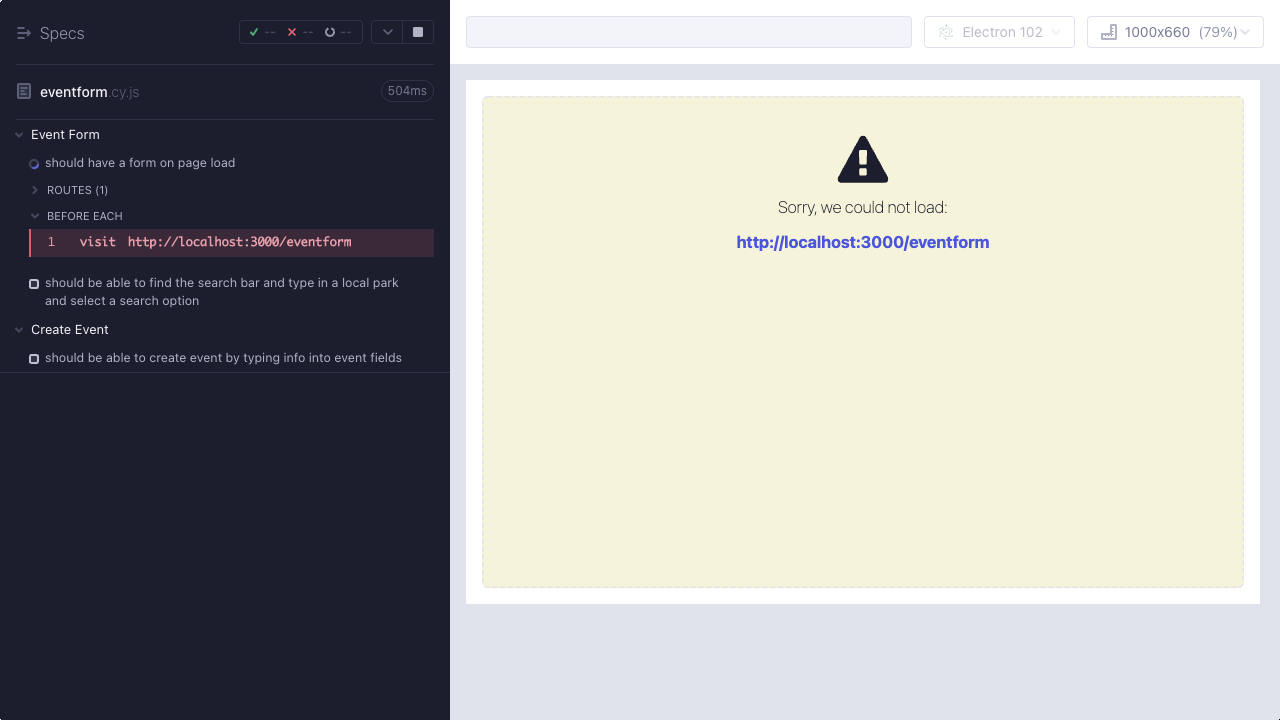 Specs
-- -- --
eventform.cy.js
504ms
Event Form
should have a form on page load
ROUTES (1)
BEFORE EACH
1 visit http://localhost:3000/eventform
should be able to find the search bar and type in a local park
and select a search option
Create Event
should be able to create event by typing info into event fields
Electron 102
1000x660 (79%)
Sorry, we could not load:
http://localhost:3000/eventform